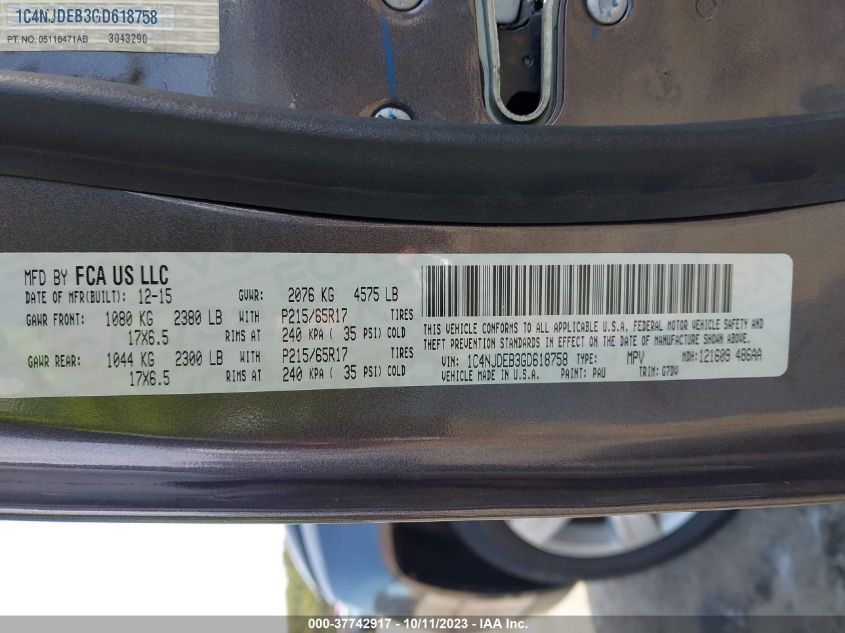 1C4NJDEB3GD618758
PT. NO. 05116471AB 3043290
MFD BY FCA US LLC
DATE OF MFR(BUILT): 12-15 GVWR: 2076 KG 4575 LB
GAWR FRONT: 1080 KG 2380 LB WITH P215/65R17 TIRES
17X6.5 RIMS AT 240 KPA ( 35 PSI) COLD
GAWR REAR: 1044 KG 2300 LB WITH P215/65R17 TIRES
17X6.5 RIMS AT 240 KPA ( 35 PSI) COLD
THIS VEHICLE CONFORMS TO ALL APPLICABLE U.S.A. FEDERAL MOTOR VEHICLE SAFETY AND
THEFT PREVENTION STANDARDS IN EFFECT ON THE DATE OF MANUFACTURE SHOWN ABOVE.
VIN: 1C4NJDEB3GD618758 TYPE: MPV MDH:121609 486AA
VEHICLE MADE IN U.S.A. PAINT: PAU TRIM: G7DV
000-37742917 - 10/11/2023 - IAA Inc.